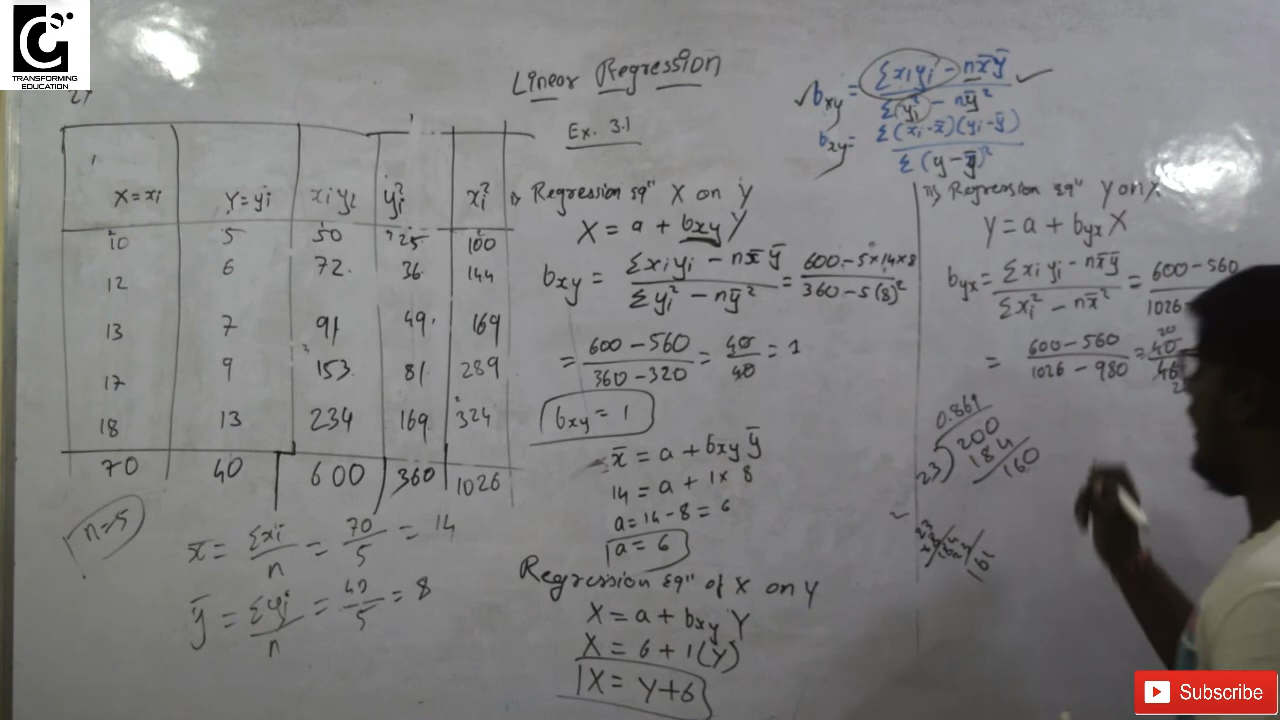 TRANSFORMING
EDUCATION
Linear Regression
Ex. 3.1
bxy = Σxiyi - nx̄ȳ / Σyi² - nȳ²
bxy = Σ(xi-x̄)(yi-ȳ) / Σ(y-ȳ)²
X=xi Y=yi xiyi yi² xi²
10 5 50 25 100
12 6 72 36 144
13 7 91 49 169
17 9 153 81 289
18 13 234 169 324
70 40 600 360 1026
n=5
x̄ = Σxi/n = 70/5 = 14
ȳ = Σyi/n = 40/5 = 8
i) Regression Eqⁿ X on Y
X = a + bxy Y
bxy = Σxiyi - nx̄ȳ / Σyi² - nȳ² = 600-5×14×8 / 360-5(8)²
= 600-560 / 360-320 = 40/40 = 1
bxy = 1
x̄ = a + bxy ȳ
14 = a + 1×8
a = 14-8 = 6
a = 6
Regression Eqⁿ of X on Y
X = a + bxy Y
X = 6 + 1(Y)
X = Y+6
ii) Regression Eqⁿ Y on X
Y = a + byx X
byx = Σxiyi - nx̄ȳ / Σxi² - nx̄² = 600-560 / 1026-
= 600-560 / 1026-980 = 40/46
20
0.869
23 ) 200
184
160
Subscribe